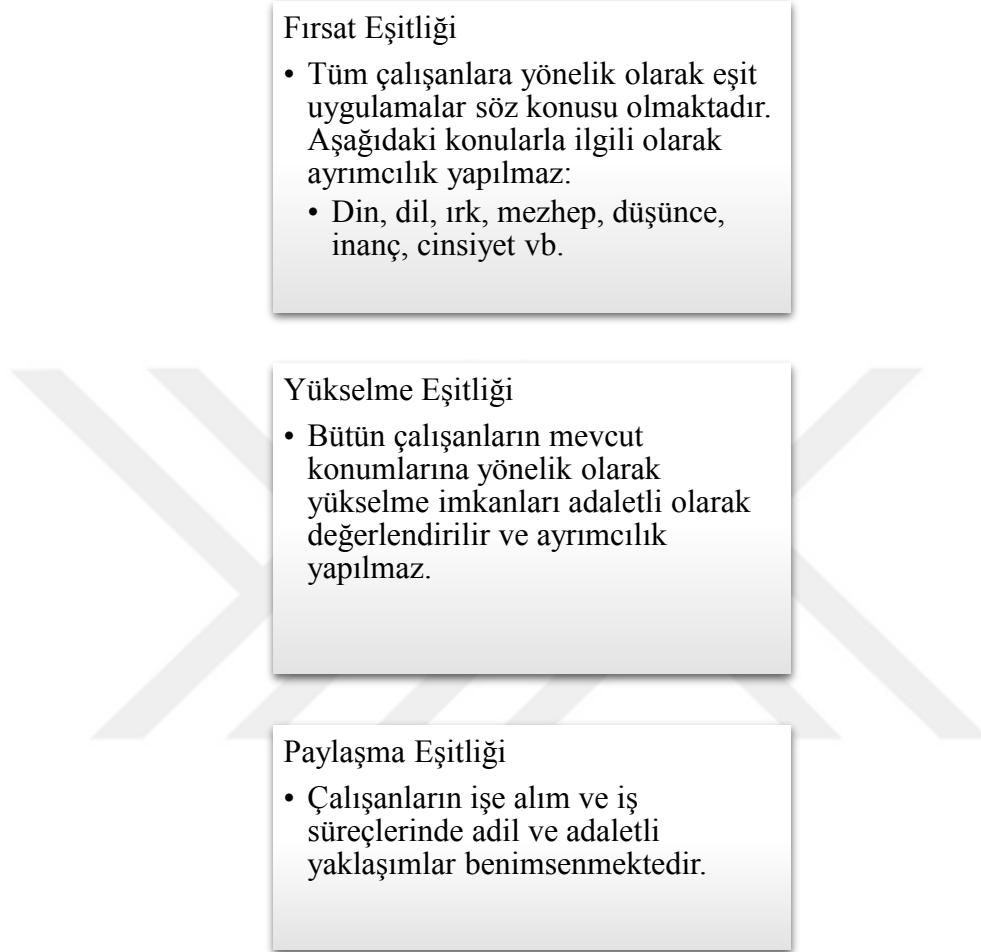 Fırsat Eşitliği
• Tüm çalışanlara yönelik olarak eşit
uygulamalar söz konusu olmaktadır.
Aşağıdaki konularla ilgili olarak
ayrımcılık yapılmaz:
• Din, dil, ırk, mezhep, düşünce,
inanç, cinsiyet vb.
Yükselme Eşitliği
• Bütün çalışanların mevcut
konumlarına yönelik olarak
yükselme imkanları adaletli olarak
değerlendirilir ve ayrımcılık
yapılmaz.
Paylaşma Eşitliği
• Çalışanların işe alım ve iş
süreçlerinde adil ve adaletli
yaklaşımlar benimsenmektedir.